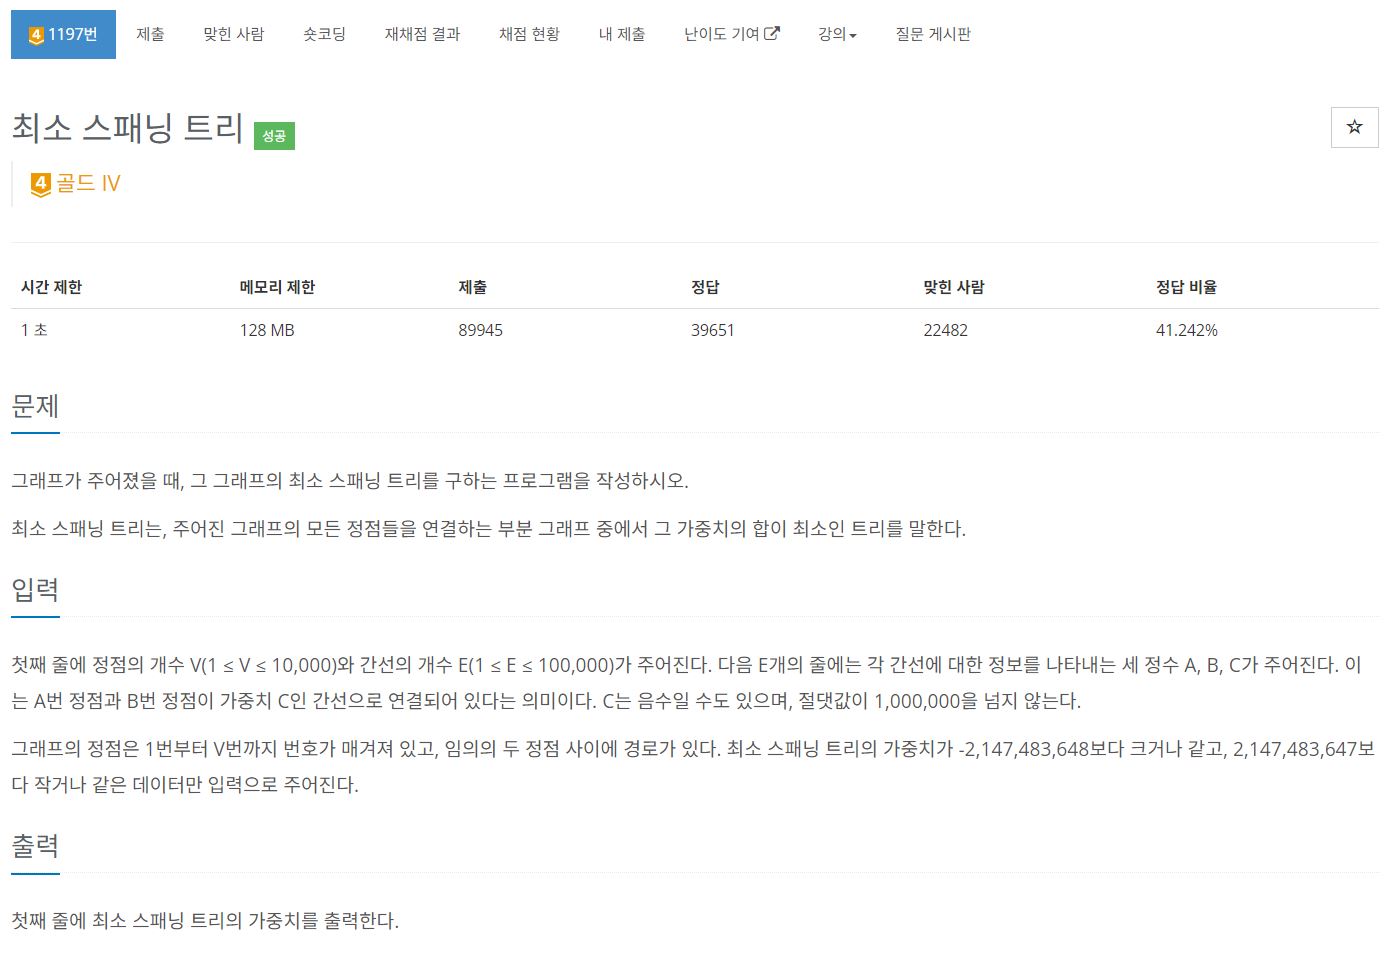 4 1197번 제출 맞힌 사람 숏코딩 재채점 결과 채점 현황 내 제출 난이도 기여 강의 질문 게시판
최소 스패닝 트리 성공
4 골드 IV
시간 제한 메모리 제한 제출 정답 맞힌 사람 정답 비율
1 초 128 MB 89945 39651 22482 41.242%
문제
그래프가 주어졌을 때, 그 그래프의 최소 스패닝 트리를 구하는 프로그램을 작성하시오.
최소 스패닝 트리는, 주어진 그래프의 모든 정점들을 연결하는 부분 그래프 중에서 그 가중치의 합이 최소인 트리를 말한다.
입력
첫째 줄에 정점의 개수 V(1 ≤ V ≤ 10,000)와 간선의 개수 E(1 ≤ E ≤ 100,000)가 주어진다. 다음 E개의 줄에는 각 간선에 대한 정보를 나타내는 세 정수 A, B, C가 주어진다. 이
는 A번 정점과 B번 정점이 가중치 C인 간선으로 연결되어 있다는 의미이다. C는 음수일 수도 있으며, 절댓값이 1,000,000을 넘지 않는다.
그래프의 정점은 1번부터 V번까지 번호가 매겨져 있고, 임의의 두 정점 사이에 경로가 있다. 최소 스패닝 트리의 가중치가 -2,147,483,648보다 크거나 같고, 2,147,483,647보
다 작거나 같은 데이터만 입력으로 주어진다.
출력
첫째 줄에 최소 스패닝 트리의 가중치를 출력한다.